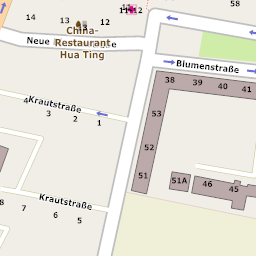 58
13
12
China-
Neue
Restaurant
Hua Ting
Blumenstraße
38 39 40 41
Krautstraße
4 3 2 1
53
52
51
51A 46 45
Krautstraße
8 7 6 5